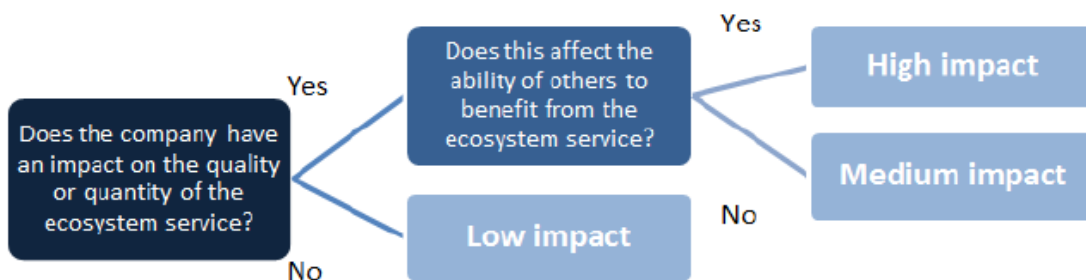 Does the company have
an impact on the quality
or quantity of the
ecosystem service?
Yes
No
Does this affect the
ability of others to
benefit from the
ecosystem service?
Low impact
Yes
No
High impact
Medium impact